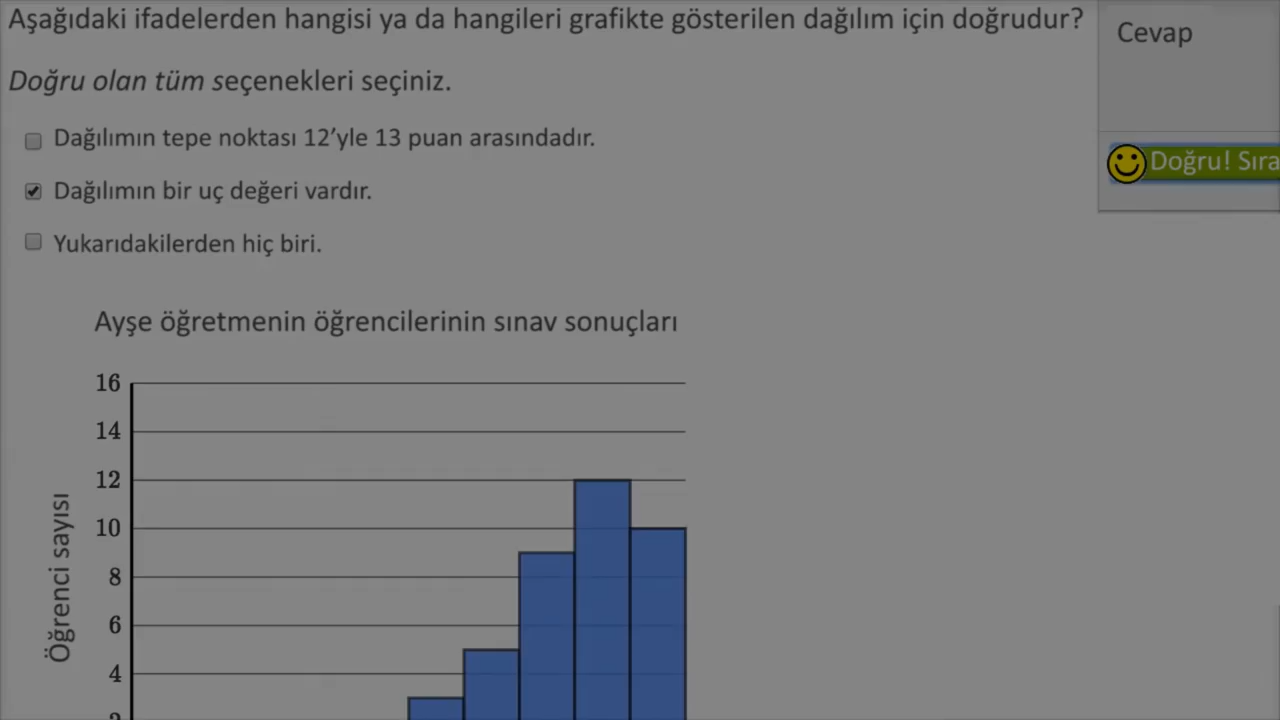 Aşağıdaki ifadelerden hangisi ya da hangileri grafikte gösterilen dağılım için doğrudur?
Doğru olan tüm seçenekleri seçiniz.
Dağılımın tepe noktası 12’yle 13 puan arasındadır.
Dağılımın bir uç değeri vardır.
Yukarıdakilerden hiç biri.
Cevap
Doğru! Sıra
Ayşe öğretmenin öğrencilerinin sınav sonuçları
Öğrenci sayısı
16
14
12
10
8
6
4